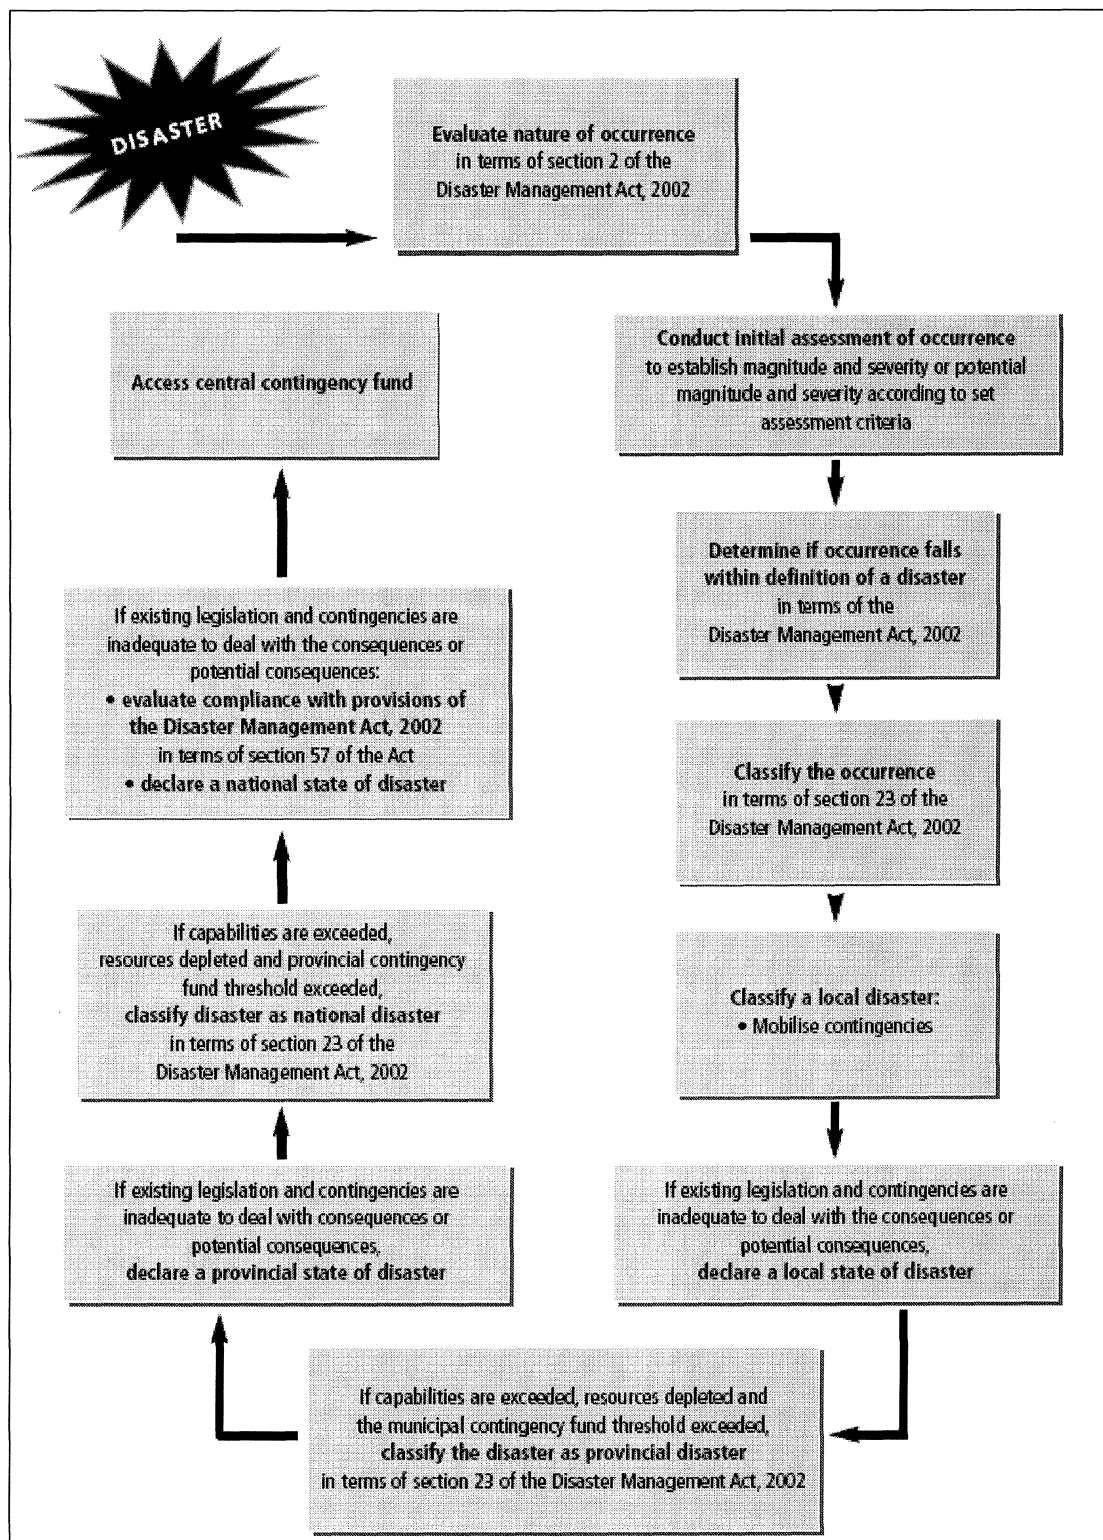 DISASTER
Evaluate nature of occurrence
in terms of section 2 of the
Disaster Management Act, 2002
Conduct initial assessment of occurrence
to establish magnitude and severity or potential
magnitude and severity according to set
assessment criteria
Determine if occurrence falls
within definition of a disaster
in terms of the
Disaster Management Act, 2002
Classify the occurrence
in terms of section 23 of the
Disaster Management Act, 2002
Classify a local disaster:
• Mobilise contingencies
If existing legislation and contingencies are
inadequate to deal with the consequences or
potential consequences,
declare a local state of disaster
If capabilities are exceeded, resources depleted and
the municipal contingency fund threshold exceeded,
classify the disaster as provincial disaster
in terms of section 23 of the Disaster Management Act, 2002
If existing legislation and contingencies are
inadequate to deal with consequences or
potential consequences,
declare a provincial state of disaster
If capabilities are exceeded,
resources depleted and provincial contingency
fund threshold exceeded,
classify disaster as national disaster
in terms of section 23 of the
Disaster Management Act, 2002
If existing legislation and contingencies are
inadequate to deal with the consequences or
potential consequences:
• evaluate compliance with provisions of
the Disaster Management Act, 2002
in terms of section 57 of the Act
• declare a national state of disaster
Access central contingency fund